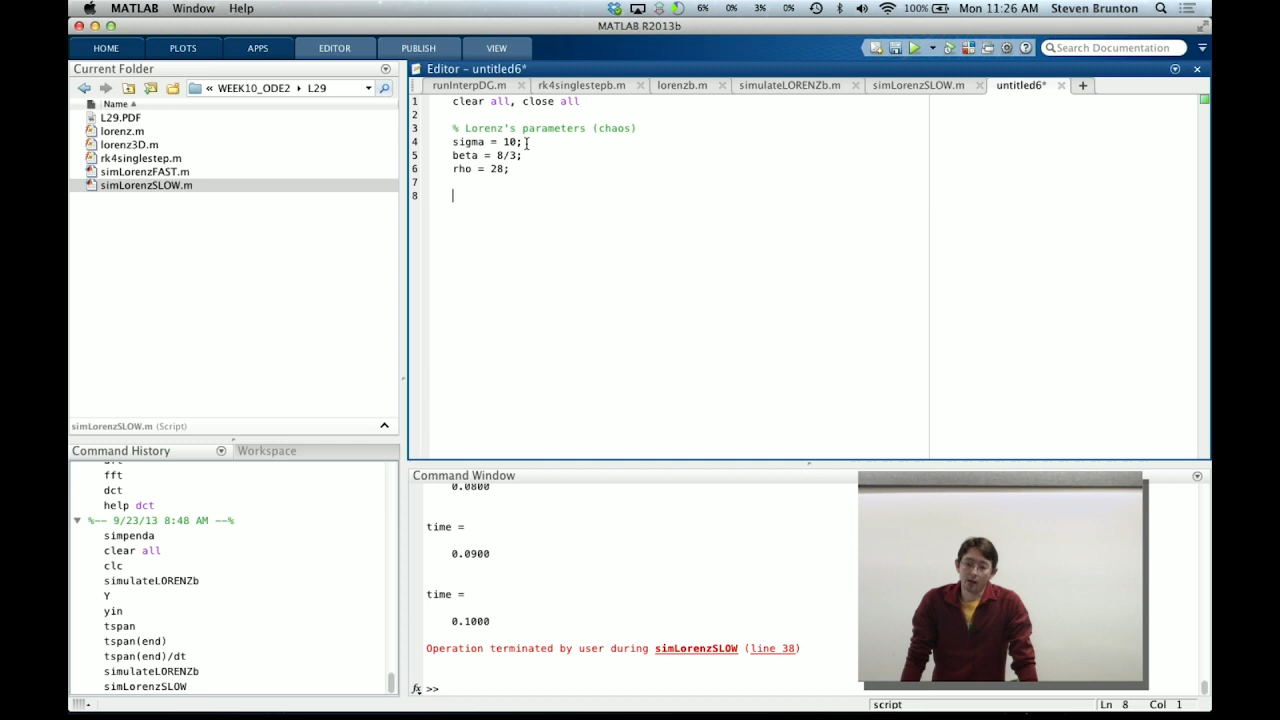 MATLAB Window Help 6% 0% 3% 0% 100% Mon 11:26 AM Steven Brunton
MATLAB R2013b
HOME PLOTS APPS EDITOR PUBLISH VIEW Search Documentation
Current Folder
« WEEK10_ODE2 ▸ L29
Name
L29.PDF
lorenz.m
lorenz3D.m
rk4singlestep.m
simLorenzFAST.m
simLorenzSLOW.m
simLorenzSLOW.m (Script)
Command History Workspace
fft
dct
help dct
%-- 9/23/13 8:48 AM --%
simpenda
clear all
clc
simulateLORENZb
Y
yin
tspan
tspan(end)
tspan(end)/dt
simulateLORENZb
simLorenzSLOW
Editor - untitled6*
runInterpDG.m rk4singlestepb.m lorenzb.m simulateLORENZb.m simLorenzSLOW.m untitled6*
1 clear all, close all
2
3 % Lorenz's parameters (chaos)
4 sigma = 10;
5 beta = 8/3;
6 rho = 28;
7
8
Command Window
0.0800
time =
0.0900
time =
0.1000
Operation terminated by user during simLorenzSLOW (line 38)
fx >>
script Ln 8 Col 1